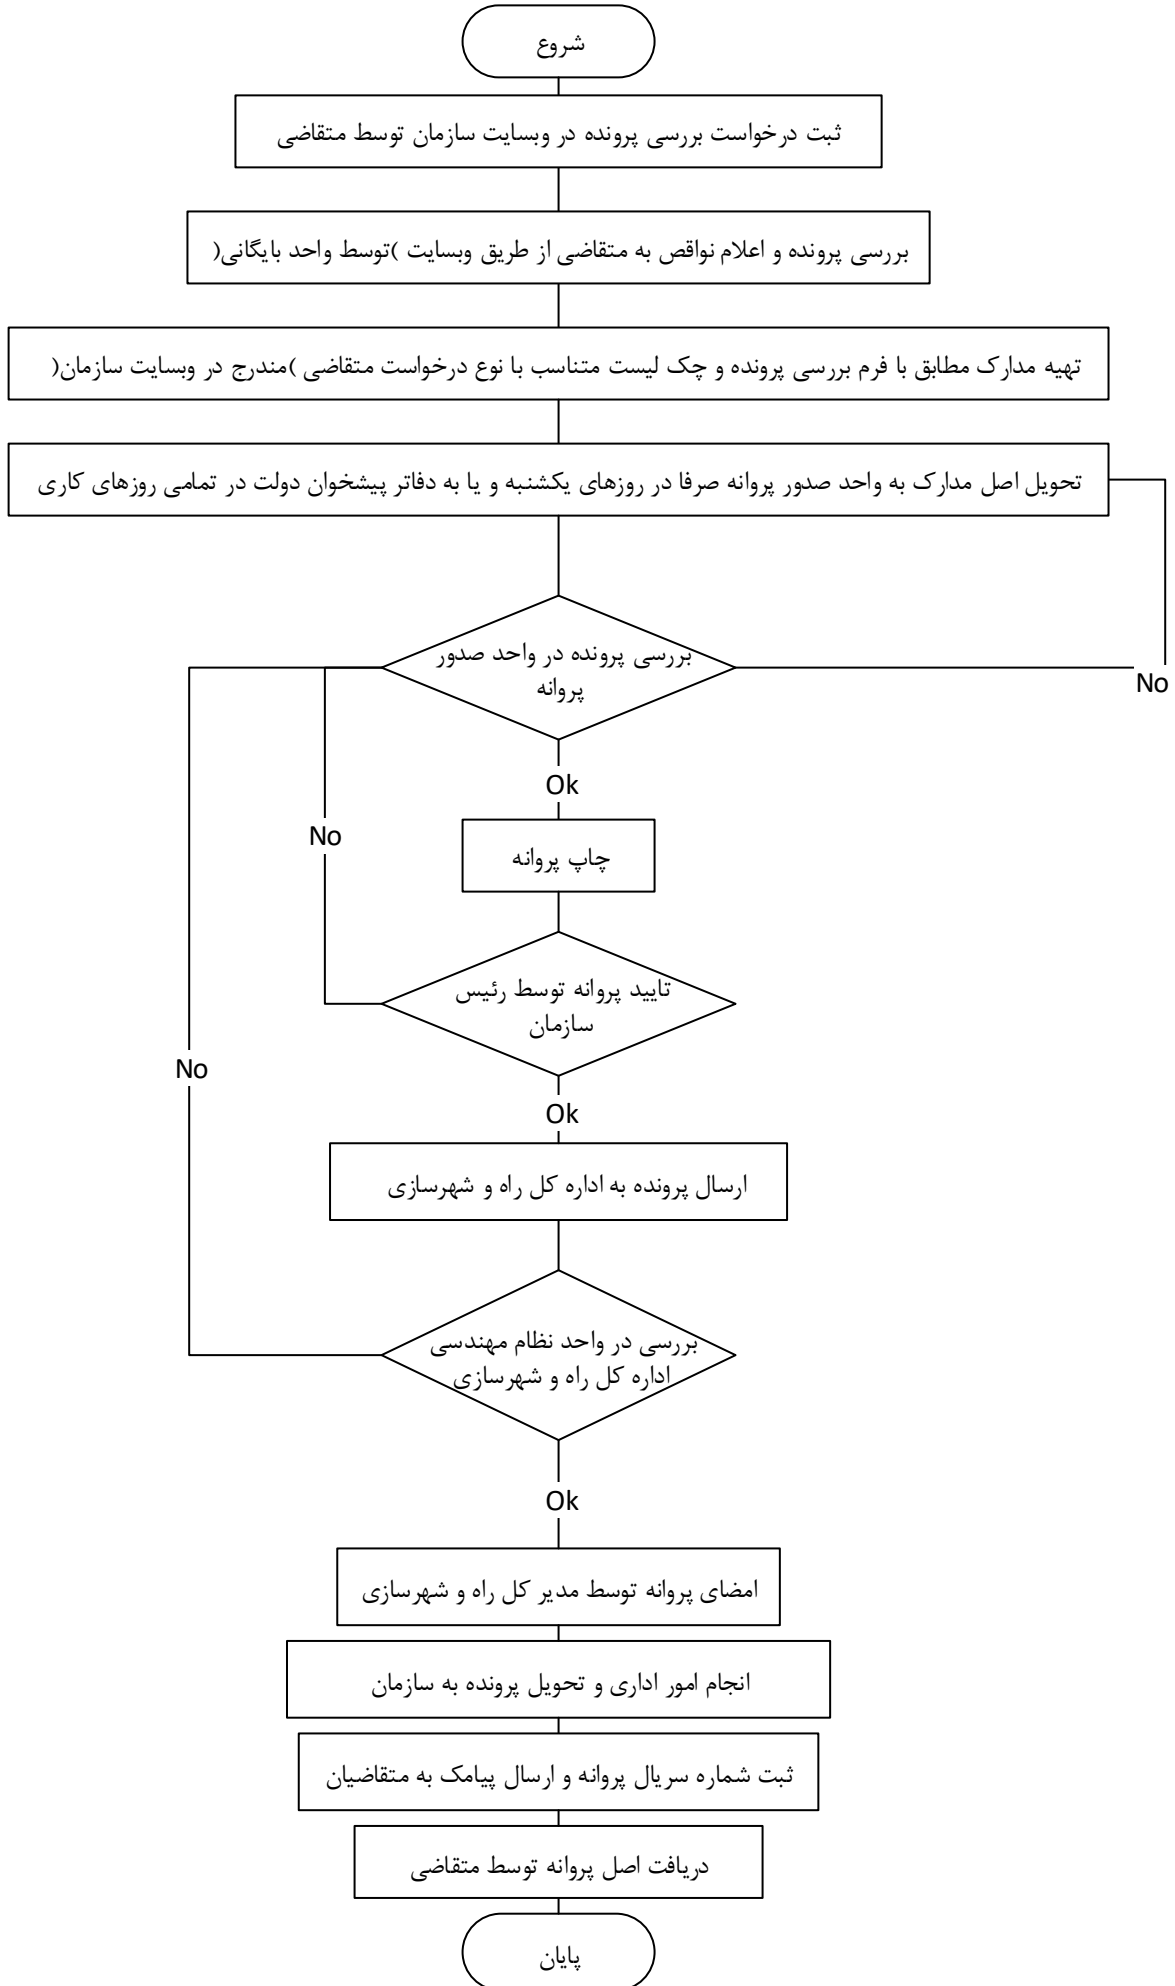 شروع
ثبت درخواست بررسی پرونده در وبسایت سازمان توسط متقاضی
بررسی پرونده و اعلام نواقص به متقاضی از طریق وبسایت )توسط واحد بایگانی(
تهیه مدارک مطابق با فرم بررسی پرونده و چک لیست متناسب با نوع درخواست متقاضی )مندرج در وبسایت سازمان(
تحویل اصل مدارک به واحد صدور پروانه صرفا در روزهای یکشنبه و یا به دفاتر پیشخوان دولت در تمامی روزهای کاری
بررسی پرونده در واحد صدور
پروانه
No
Ok
No
چاپ پروانه
تایید پروانه توسط رئیس
سازمان
No
Ok
ارسال پرونده به اداره کل راه و شهرسازی
بررسی در واحد نظام مهندسی
اداره کل راه و شهرسازی
Ok
امضای پروانه توسط مدیر کل راه و شهرسازی
انجام امور اداری و تحویل پرونده به سازمان
ثبت شماره سریال پروانه و ارسال پیامک به متقاضیان
دریافت اصل پروانه توسط متقاضی
پایان